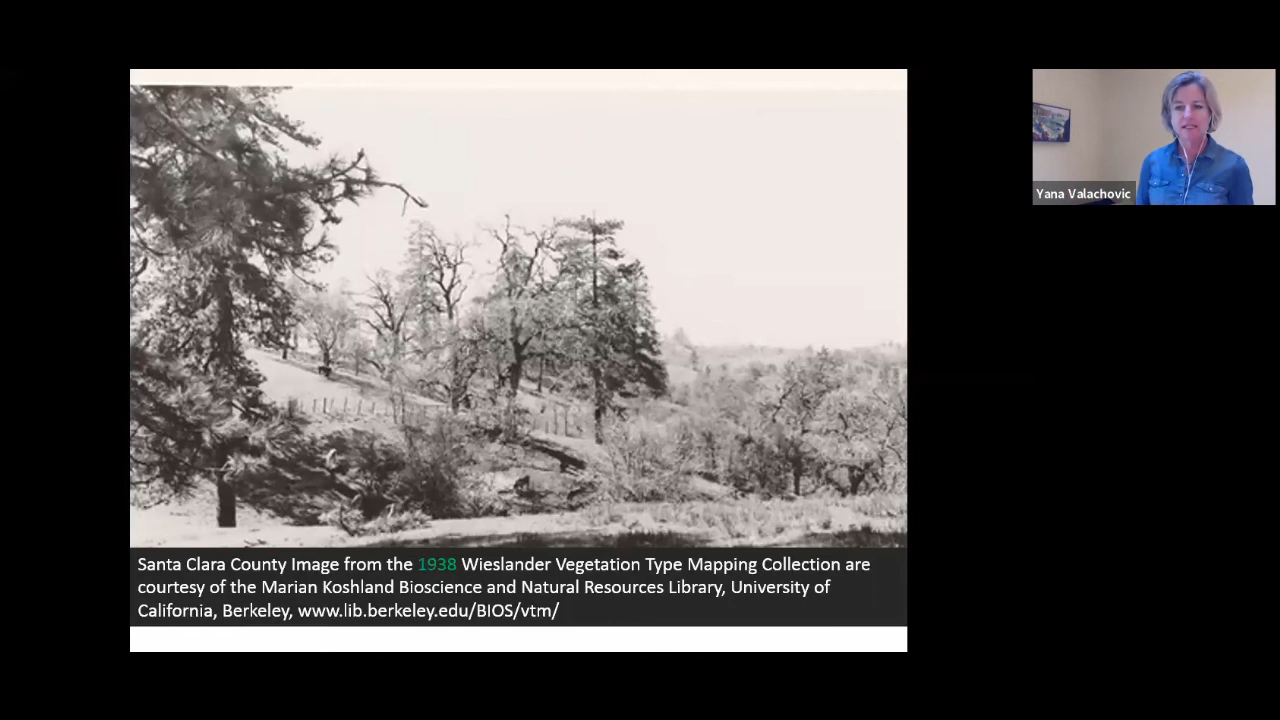 Yana Valachovic
Santa Clara County Image from the 1938 Wieslander Vegetation Type Mapping Collection are
courtesy of the Marian Koshland Bioscience and Natural Resources Library, University of
California, Berkeley, www.lib.berkeley.edu/BIOS/vtm/